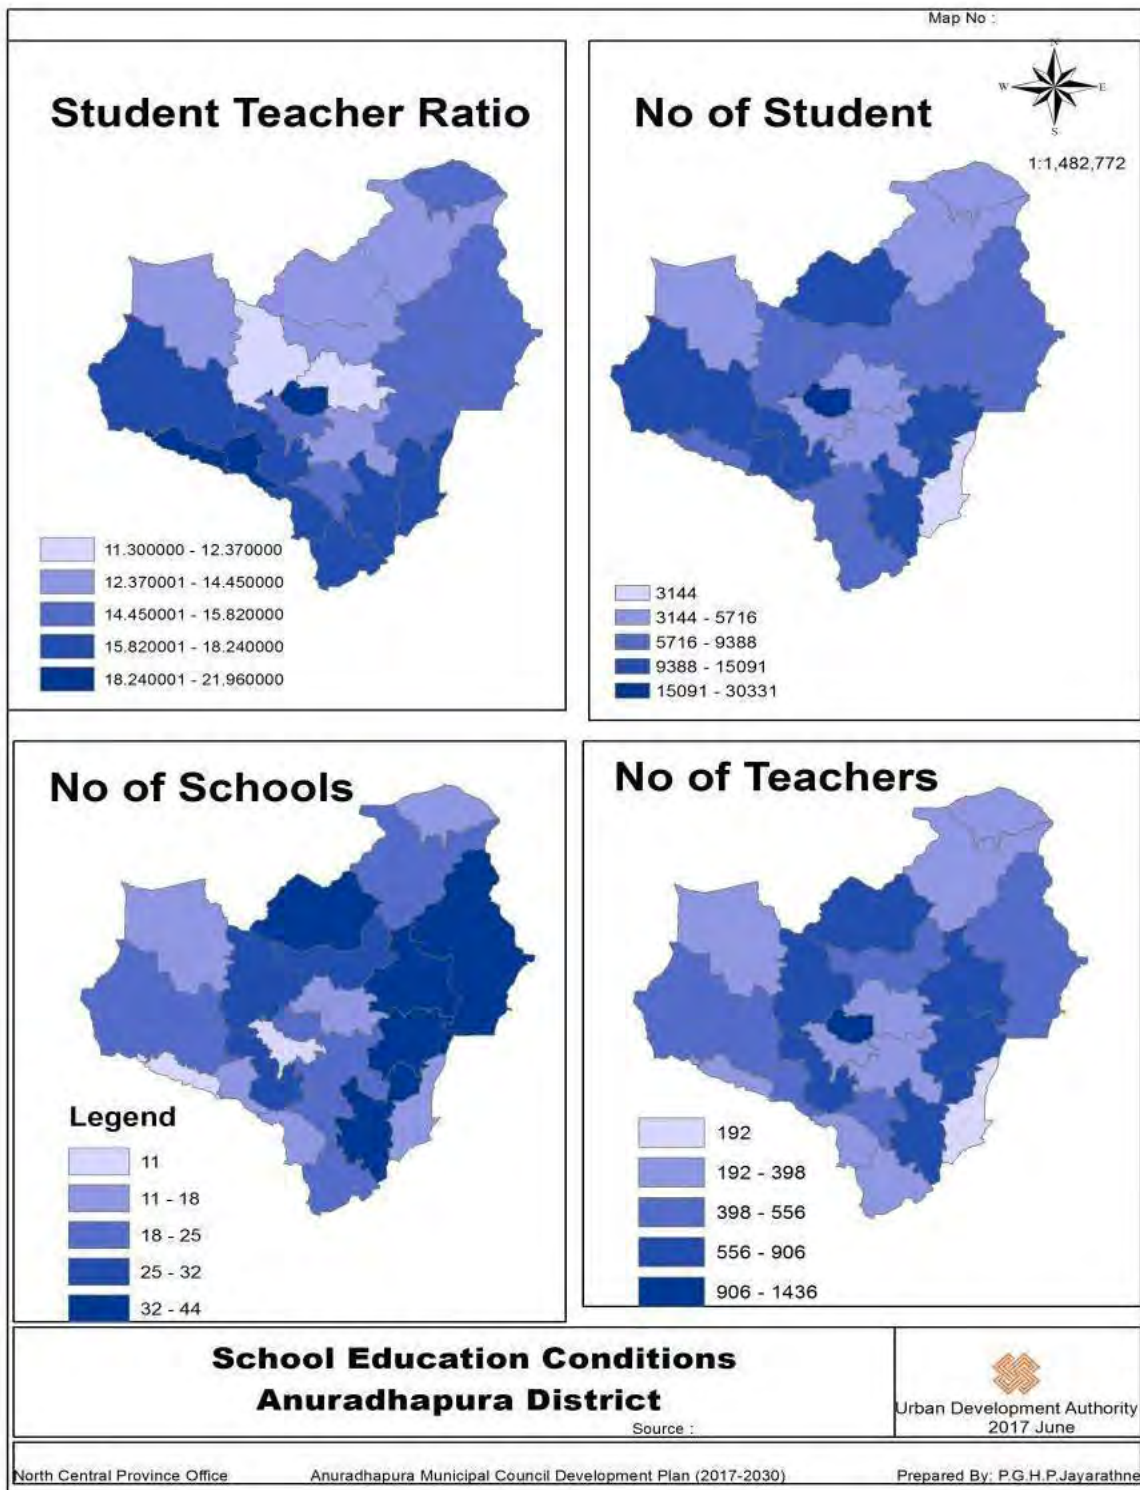 Map No :
Student Teacher Ratio
11.300000 - 12.370000
12.370001 - 14.450000
14.450001 - 15.820000
15.820001 - 18.240000
18.240001 - 21.960000
No of Student
N
W
E
S
1:1,482,772
3144
3144 - 5716
5716 - 9388
9388 - 15091
15091 - 30331
No of Schools
Legend
11
11 - 18
18 - 25
25 - 32
32 - 44
No of Teachers
192
192 - 398
398 - 556
556 - 906
906 - 1436
School Education Conditions
Anuradhapura District
Source :
Urban Development Authority
2017 June
North Central Province Office
Anuradhapura Municipal Council Development Plan (2017-2030)
Prepared By: P.G.H.P.Jayarathne